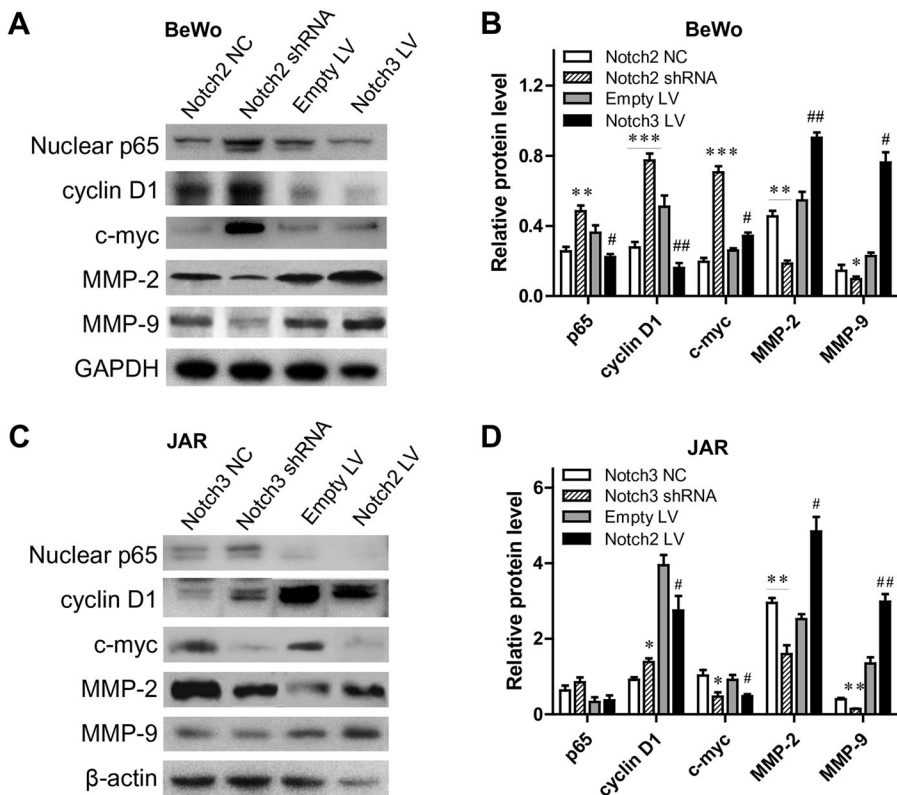 A
BeWo
Notch2 NC
Notch2 shRNA
Empty LV
Notch3 LV
Nuclear p65
cyclin D1
c-myc
MMP-2
MMP-9
GAPDH
B
BeWo
Notch2 NC
Notch2 shRNA
Empty LV
Notch3 LV
Relative protein level
1.2
0.8
0.4
0.0
**
#
***
##
***
#
**
##
*
#
p65
cyclin D1
c-myc
MMP-2
MMP-9
C
JAR
Notch3 NC
Notch3 shRNA
Empty LV
Notch2 LV
Nuclear p65
cyclin D1
c-myc
MMP-2
MMP-9
β-actin
D
JAR
Notch3 NC
Notch3 shRNA
Empty LV
Notch2 LV
Relative protein level
6
4
2
0
*
#
*
#
**
#
**
##
p65
cyclin D1
c-myc
MMP-2
MMP-9